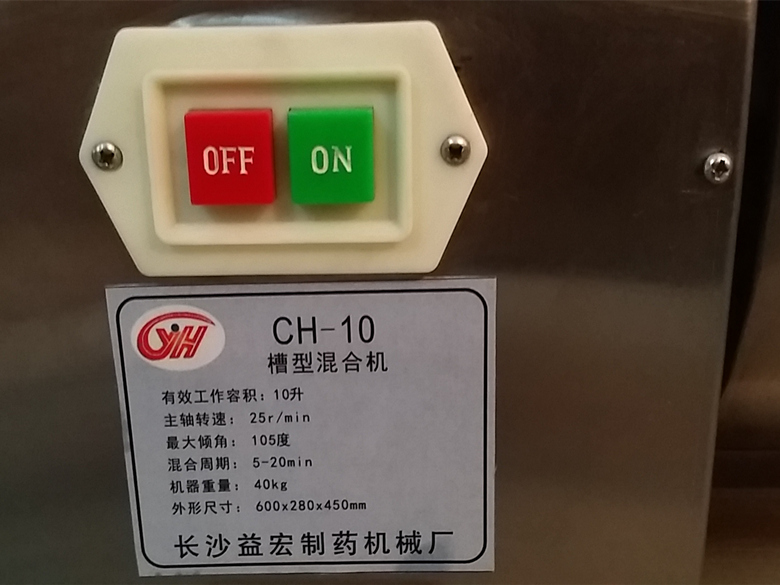 OFF ON
YH
CH-10
槽型混合机
有效工作容积：10升
主轴转速：25r/min
最大倾角：105度
混合周期：5-20min
机器重量：40kg
外形尺寸：600x280x450mm
长沙益宏制药机械厂